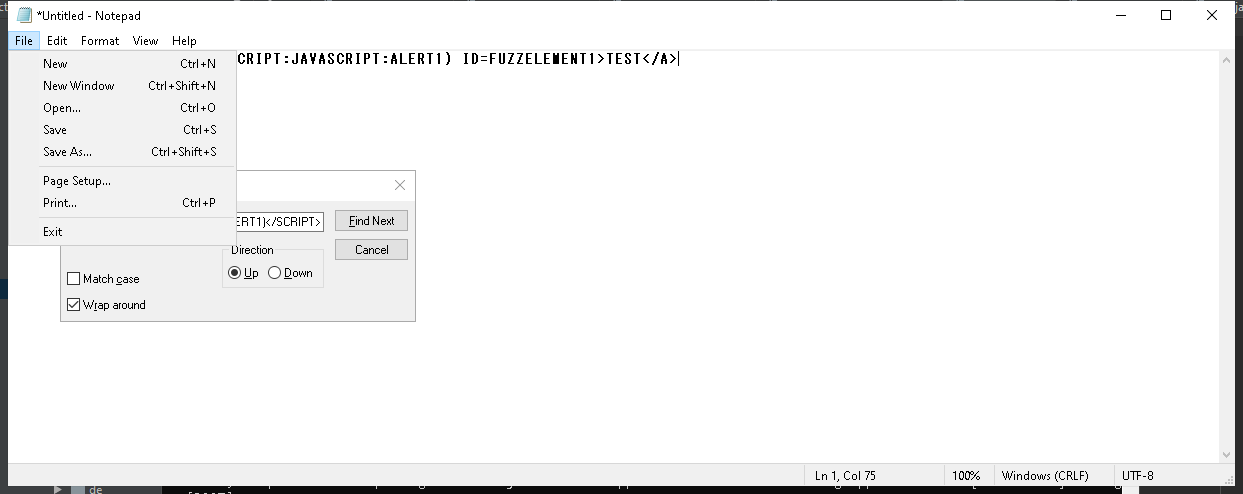 *Untitled - Notepad
File Edit Format View Help
CRIPT:JAVASCRIPT:ALERT1) ID=FUZZELEMENT1>TEST</A>
New Ctrl+N
New Window Ctrl+Shift+N
Open... Ctrl+O
Save Ctrl+S
Save As... Ctrl+Shift+S
Page Setup...
Print... Ctrl+P
Exit
ERT1)</SCRIPT>
Find Next
Direction
Cancel
Up Down
Match case
Wrap around
Ln 1, Col 75 100% Windows (CRLF) UTF-8
de